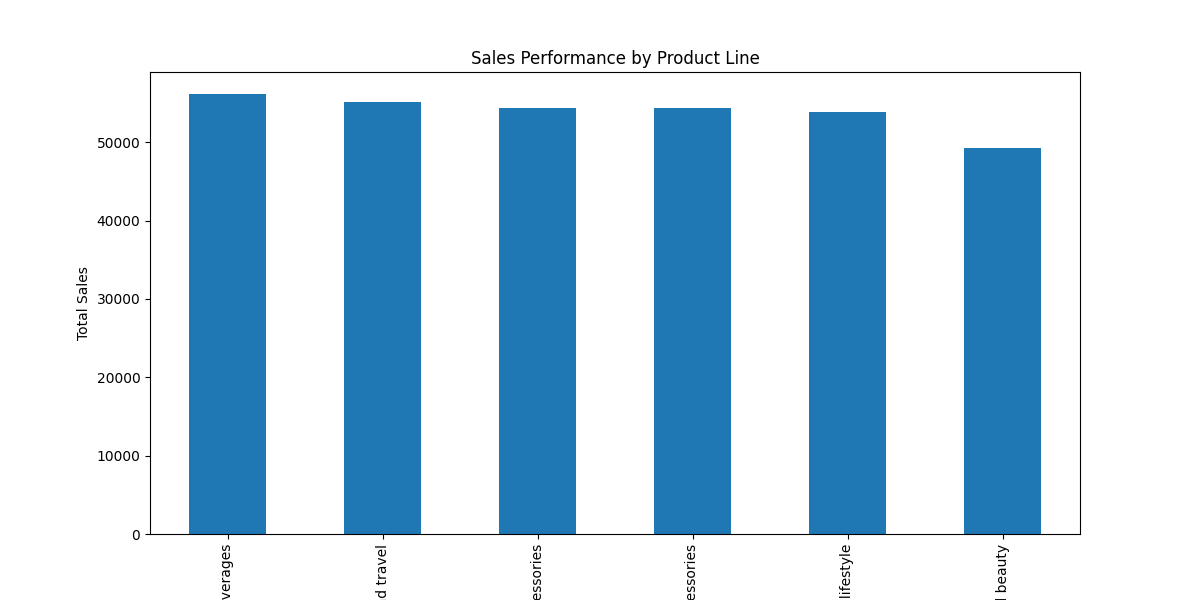 Sales Performance by Product Line
Total Sales
50000
40000
30000
20000
10000
0
verages
d travel
essories
essories
lifestyle
beauty